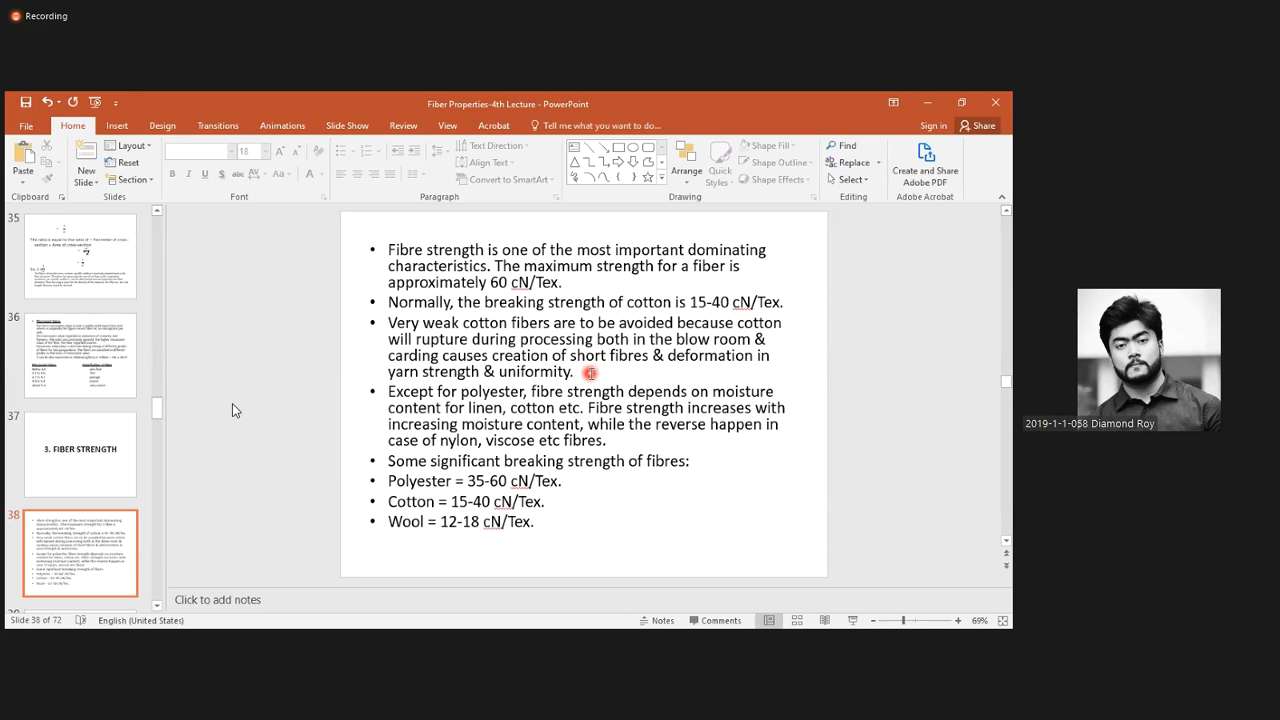 Recording
Fiber Properties-4th Lecture - PowerPoint
File Home Insert Design Transitions Animations Slide Show Review View Acrobat Tell me what you want to do... Sign in Share
Paste
New Slide
Layout
Reset
Section
18
Text Direction
Align Text
Convert to SmartArt
Arrange
Quick Styles
Shape Fill
Shape Outline
Shape Effects
Find
Replace
Select
Create and Share Adobe PDF
Clipboard Slides Font Paragraph Drawing Editing Adobe Acrobat
35
36
37
3. FIBER STRENGTH
38
• Fibre strength is one of the most important dominating
characteristics. The maximum strength for a fiber is
approximately 60 cN/Tex.
• Normally, the breaking strength of cotton is 15-40 cN/Tex.
• Very weak cotton fibers are to be avoided because cotton
will rupture during processing both in the blow room &
carding causes creation of short fibres & deformation in
yarn strength & uniformity.
• Except for polyester, fibre strength depends on moisture
content for linen, cotton etc. Fibre strength increases with
increasing moisture content, while the reverse happen in
case of nylon, viscose etc fibres.
• Some significant breaking strength of fibres:
• Polyester = 35-60 cN/Tex.
• Cotton = 15-40 cN/Tex.
• Wool = 12-18 cN/Tex.
2019-1-1-058 Diamond Roy
Click to add notes
Slide 38 of 72 English (United States) Notes Comments 69%